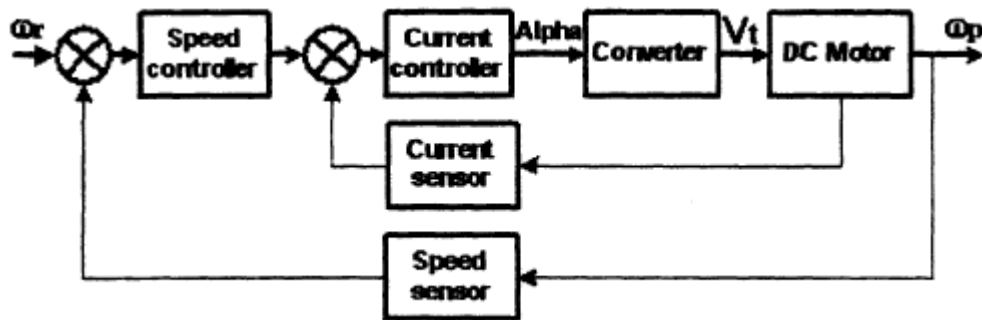 ωr
Speed
controller
Current
controller
Alpha
Converter
Vt
DC Motor
ωp
Current
sensor
Speed
sensor